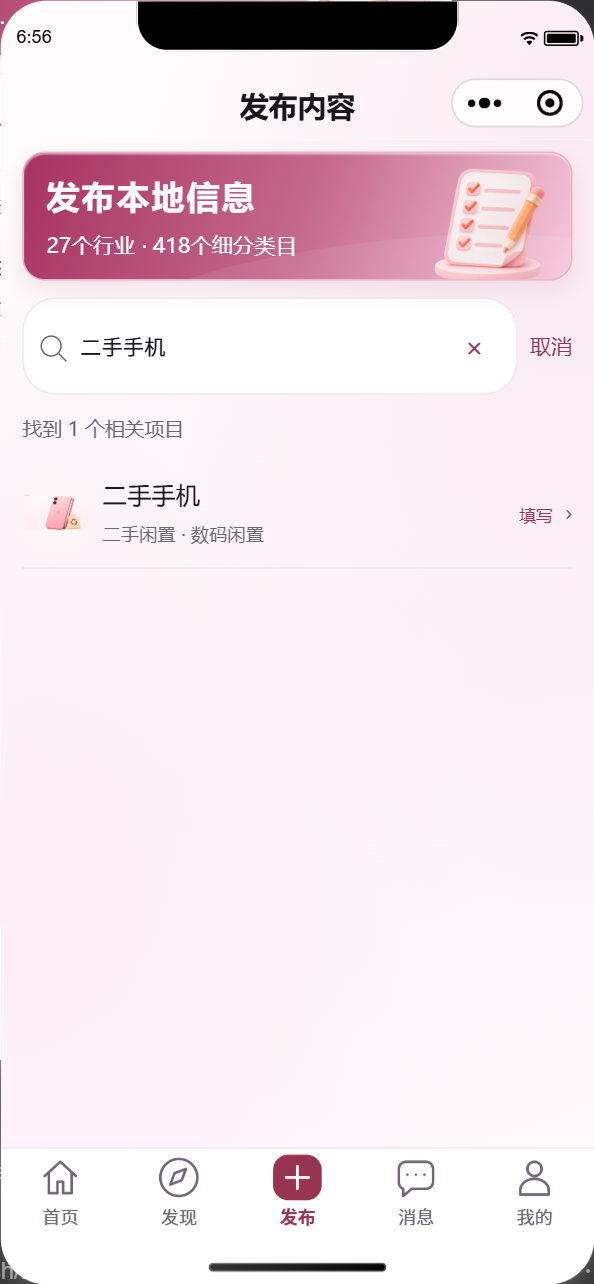 6:56
发布内容
发布本地信息
27个行业 · 418个细分类目
二手手机
取消
找到 1 个相关项目
二手手机
二手闲置 · 数码闲置
填写
首页
发现
发布
消息
我的